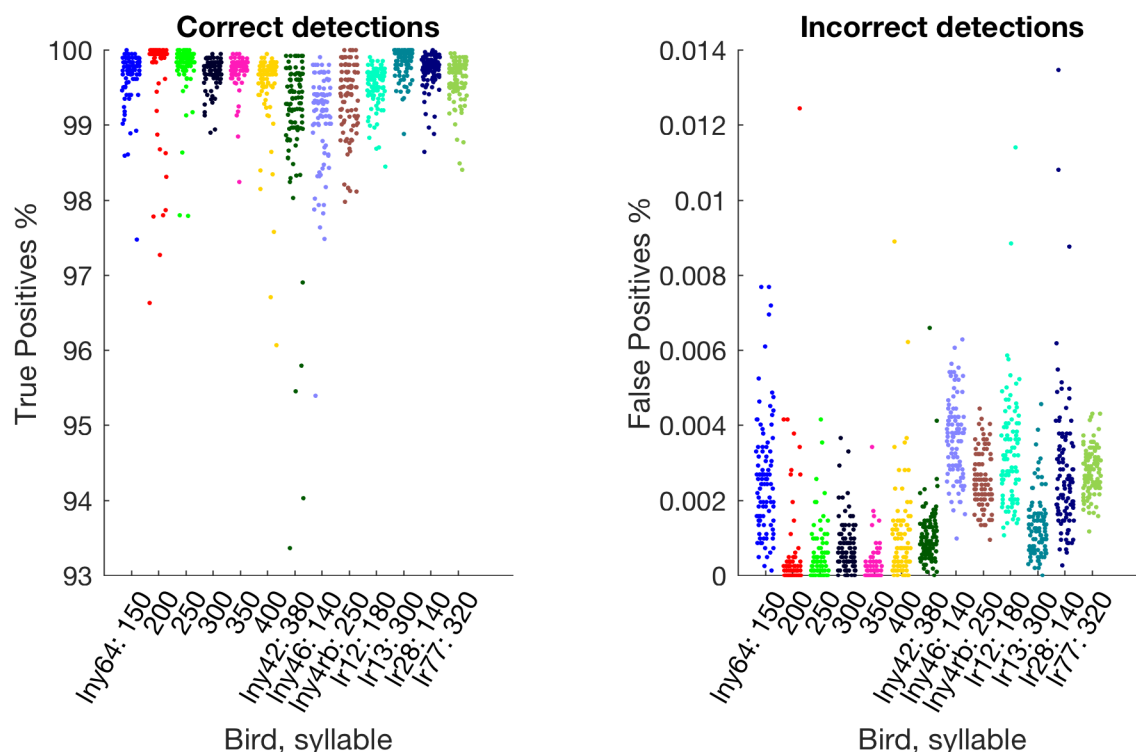 Correct detections
True Positives %
100
99
98
97
96
95
94
93
lny64: 150
200
250
300
350
400
lny42: 380
lny46: 140
lny4rb: 250
lr12: 180
lr13: 300
lr28: 140
lr77: 320
Bird, syllable
Incorrect detections
False Positives %
0.014
0.012
0.01
0.008
0.006
0.004
0.002
0
lny64: 150
200
250
300
350
400
lny42: 380
lny46: 140
lny4rb: 250
lr12: 180
lr13: 300
lr28: 140
lr77: 320
Bird, syllable